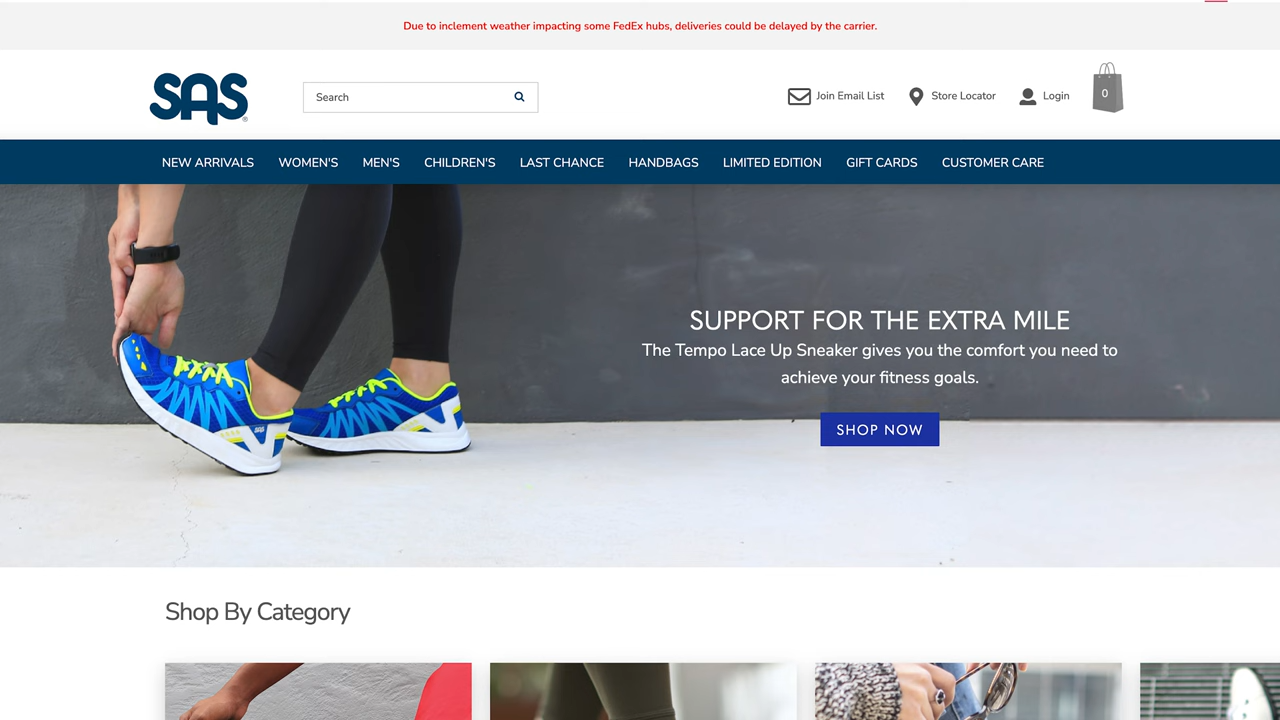 Due to inclement weather impacting some FedEx hubs, deliveries could be delayed by the carrier.
SAS®
Search
Join Email List
Store Locator
Login
0
NEW ARRIVALS WOMEN'S MEN'S CHILDREN'S LAST CHANCE HANDBAGS LIMITED EDITION GIFT CARDS CUSTOMER CARE
SUPPORT FOR THE EXTRA MILE
The Tempo Lace Up Sneaker gives you the comfort you need to
achieve your fitness goals.
SHOP NOW
SAS
Shop By Category